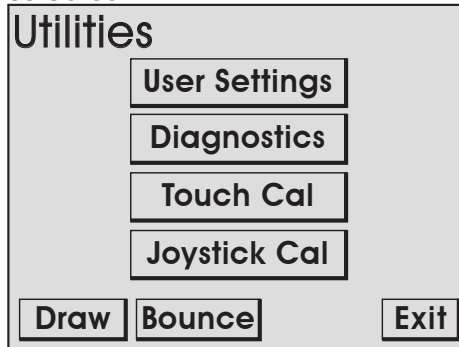 Utilities
User Settings
Diagnostics
Touch Cal
Joystick Cal
Draw Bounce Exit